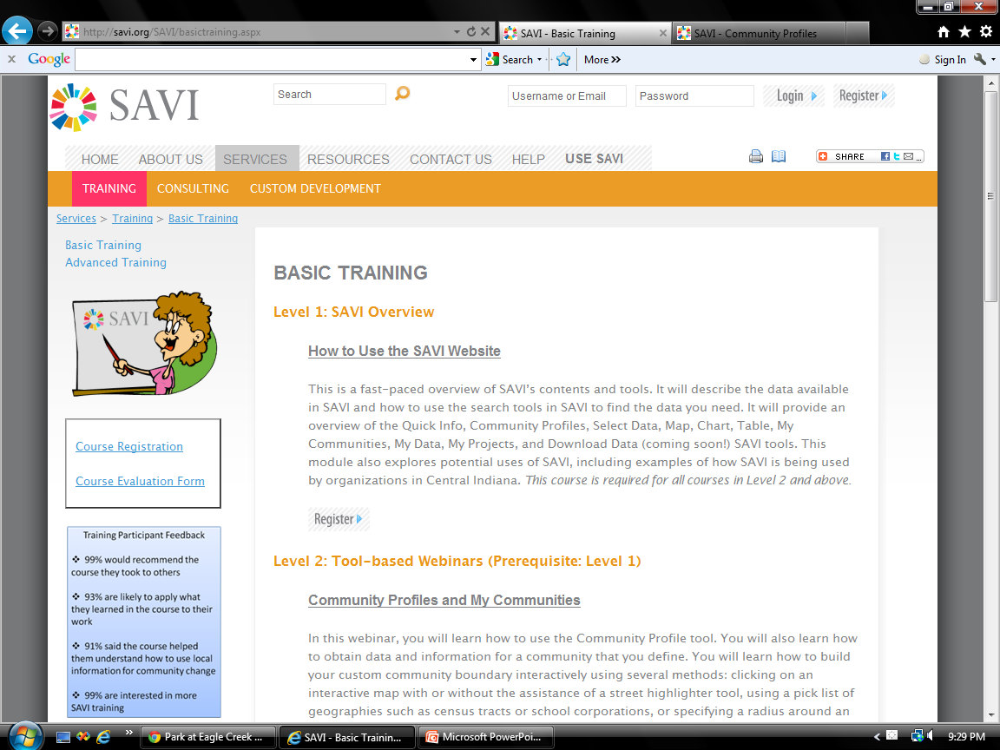 http://savi.org/SAVI/basictraining.aspx
SAVI - Basic Training
SAVI - Community Profiles
x Google
Search
More >>
Sign In
SAVI
Search
Username or Email
Password
Login
Register
HOME ABOUT US SERVICES RESOURCES CONTACT US HELP USE SAVI
SHARE ...
TRAINING CONSULTING CUSTOM DEVELOPMENT
Services > Training > Basic Training
Basic Training
Advanced Training
SAVI
Course Registration
Course Evaluation Form
Training Participant Feedback
❖ 99% would recommend the
course they took to others
❖ 93% are likely to apply what
they learned in the course to their
work
❖ 91% said the course helped
them understand how to use local
information for community change
❖ 99% are interested in more
SAVI training
BASIC TRAINING
Level 1: SAVI Overview
How to Use the SAVI Website
This is a fast-paced overview of SAVI's contents and tools. It will describe the data available
in SAVI and how to use the search tools in SAVI to find the data you need. It will provide an
overview of the Quick Info, Community Profiles, Select Data, Map, Chart, Table, My
Communities, My Data, My Projects, and Download Data (coming soon!) SAVI tools. This
module also explores potential uses of SAVI, including examples of how SAVI is being used
by organizations in Central Indiana. This course is required for all courses in Level 2 and above.
Register
Level 2: Tool-based Webinars (Prerequisite: Level 1)
Community Profiles and My Communities
In this webinar, you will learn how to use the Community Profile tool. You will also learn how
to obtain data and information for a community that you define. You will learn how to build
your custom community boundary interactively using several methods: clicking on an
interactive map with or without the assistance of a street highlighter tool, using a pick list of
geographies such as census tracts or school corporations, or specifying a radius around an
Park at Eagle Creek ...
SAVI - Basic Trainin...
Microsoft PowerPoi...
9:29 PM